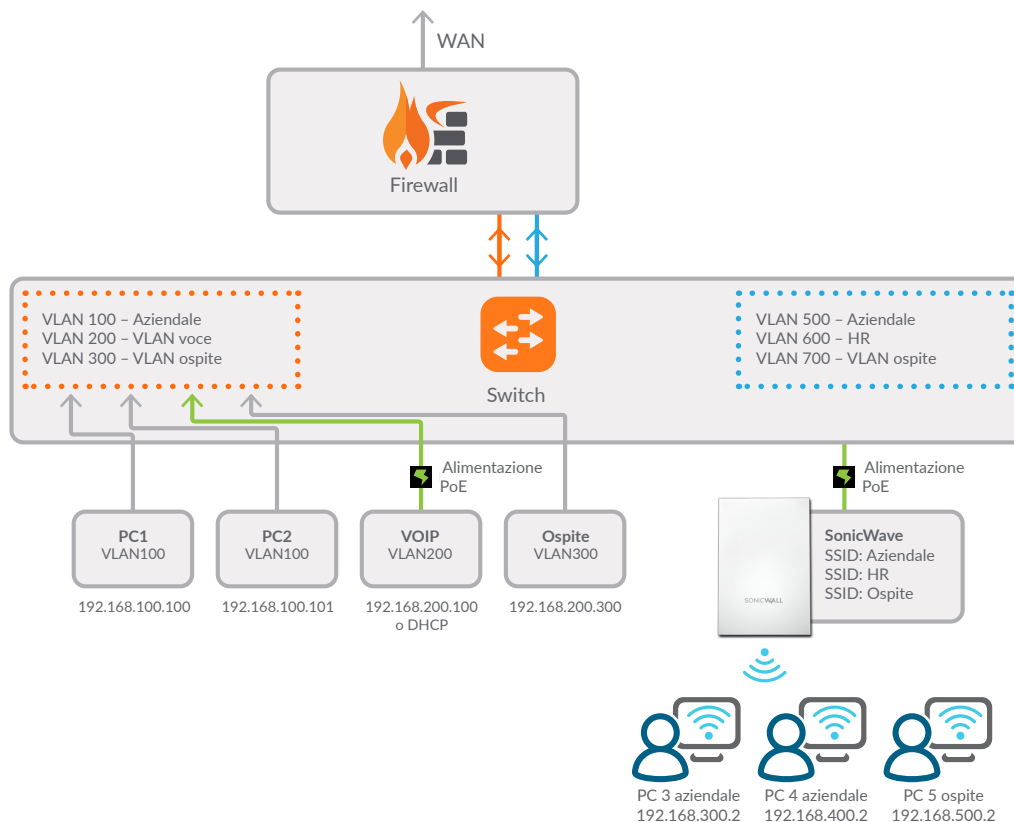 WAN
Firewall
VLAN 100 – Aziendale
VLAN 200 – VLAN voce
VLAN 300 – VLAN ospite
Switch
VLAN 500 – Aziendale
VLAN 600 – HR
VLAN 700 – VLAN ospite
Alimentazione
PoE
Alimentazione
PoE
PC1
VLAN100
192.168.100.100
PC2
VLAN100
192.168.100.101
VOIP
VLAN200
192.168.200.100
o DHCP
Ospite
VLAN300
192.168.200.300
SONICWALL
SonicWave
SSID: Aziendale
SSID: HR
SSID: Ospite
PC 3 aziendale
192.168.300.2
PC 4 aziendale
192.168.400.2
PC 5 ospite
192.168.500.2